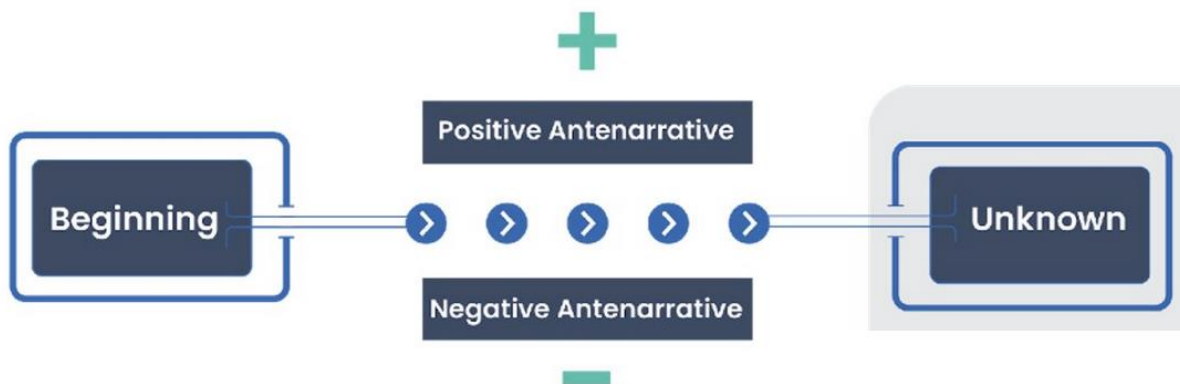 Positive Antenarrative
Beginning
Unknown
Negative Antenarrative